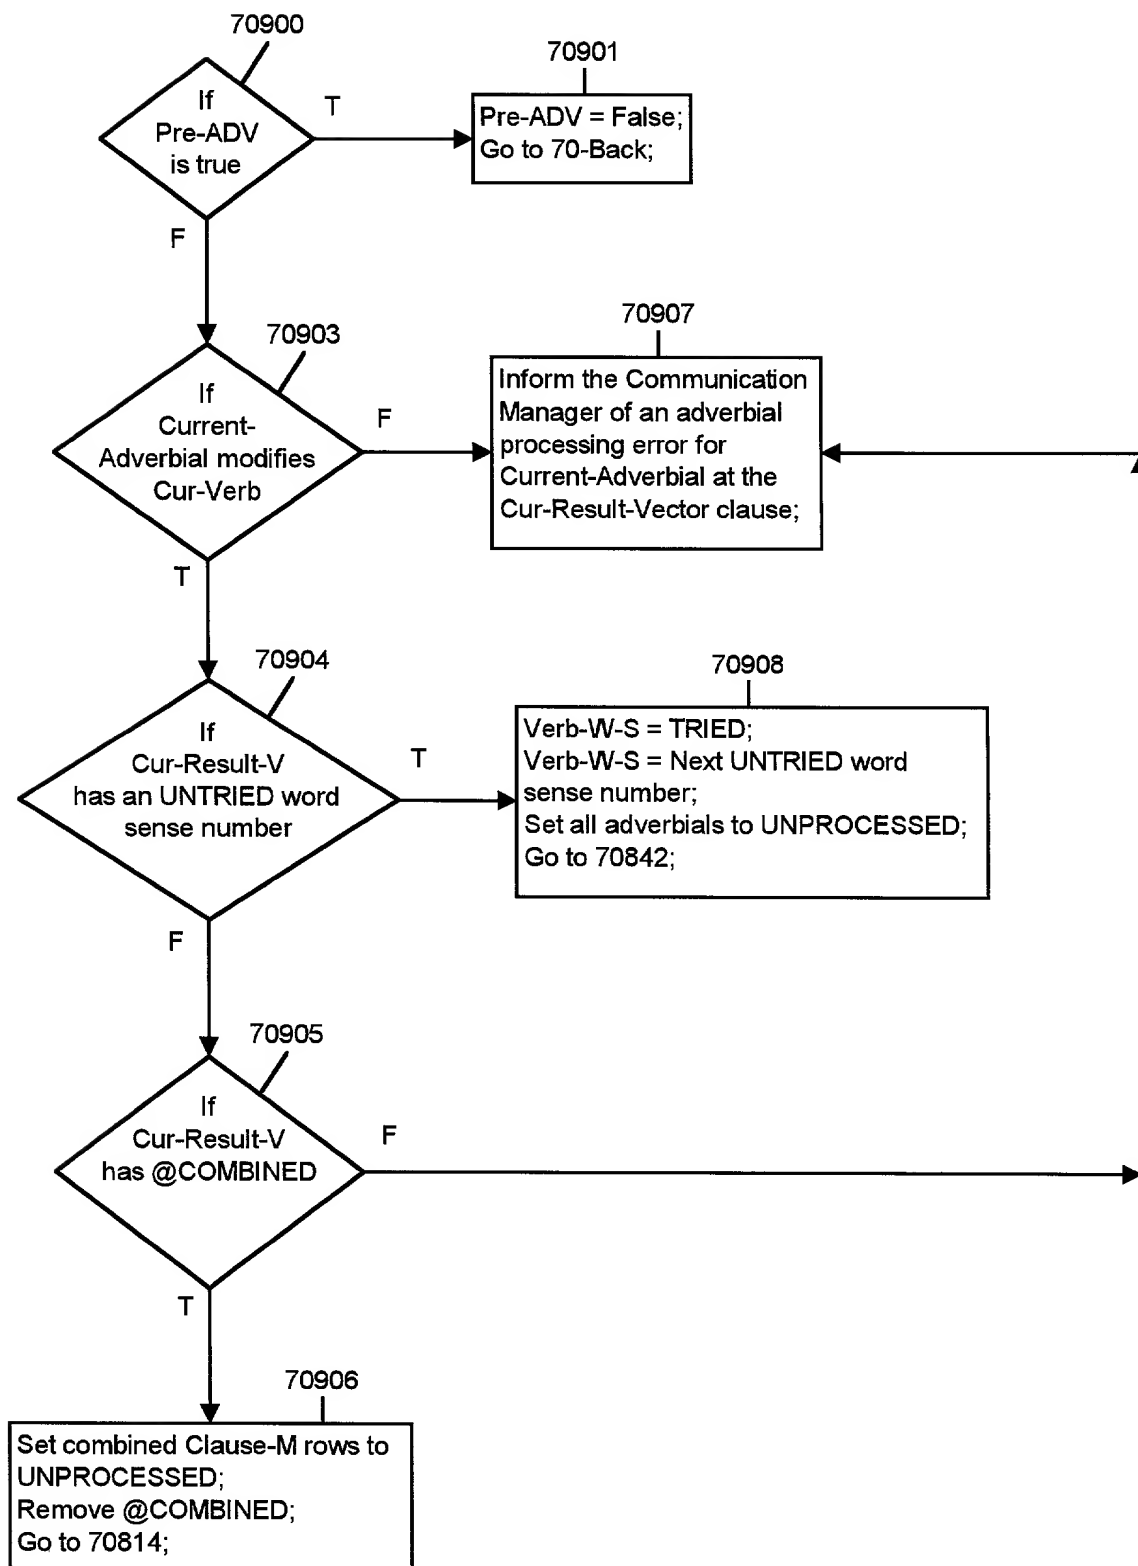 70900
If
Pre-ADV
is true
T
F
70901
Pre-ADV = False;
Go to 70-Back;
70903
If
Current-
Adverbial modifies
Cur-Verb
F
T
70907
Inform the Communication
Manager of an adverbial
processing error for
Current-Adverbial at the
Cur-Result-Vector clause;
70904
If
Cur-Result-V
has an UNTRIED word
sense number
T
F
70908
Verb-W-S = TRIED;
Verb-W-S = Next UNTRIED word
sense number;
Set all adverbials to UNPROCESSED;
Go to 70842;
70905
If
Cur-Result-V
has @COMBINED
F
T
70906
Set combined Clause-M rows to
UNPROCESSED;
Remove @COMBINED;
Go to 70814;